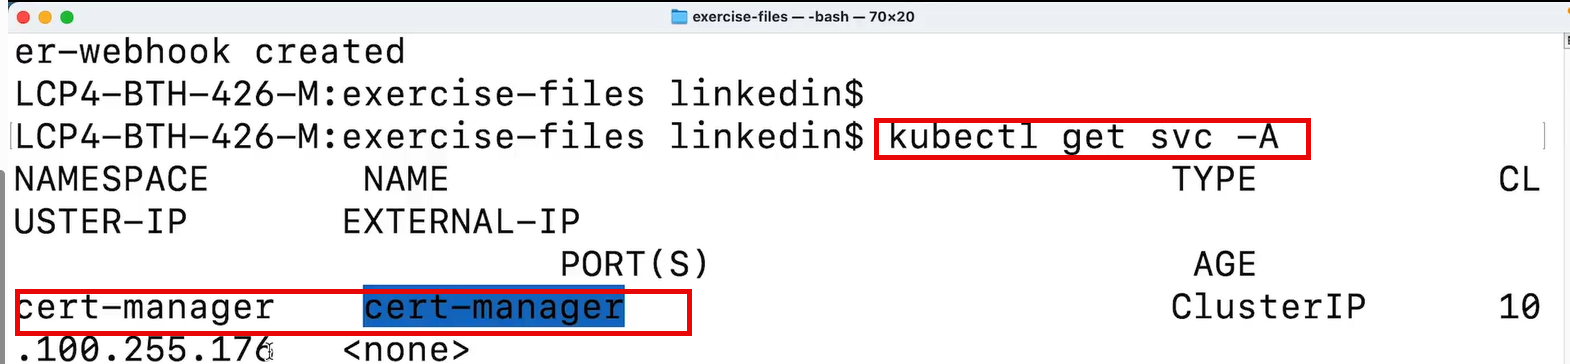 exercise-files — -bash — 70×20
er-webhook created
LCP4-BTH-426-M:exercise-files linkedin$
[LCP4-BTH-426-M:exercise-files linkedin$ kubectl get svc -A ]
NAMESPACE NAME TYPE CL
USTER-IP EXTERNAL-IP
PORT(S) AGE
cert-manager cert-manager ClusterIP 10
.100.255.176 <none>